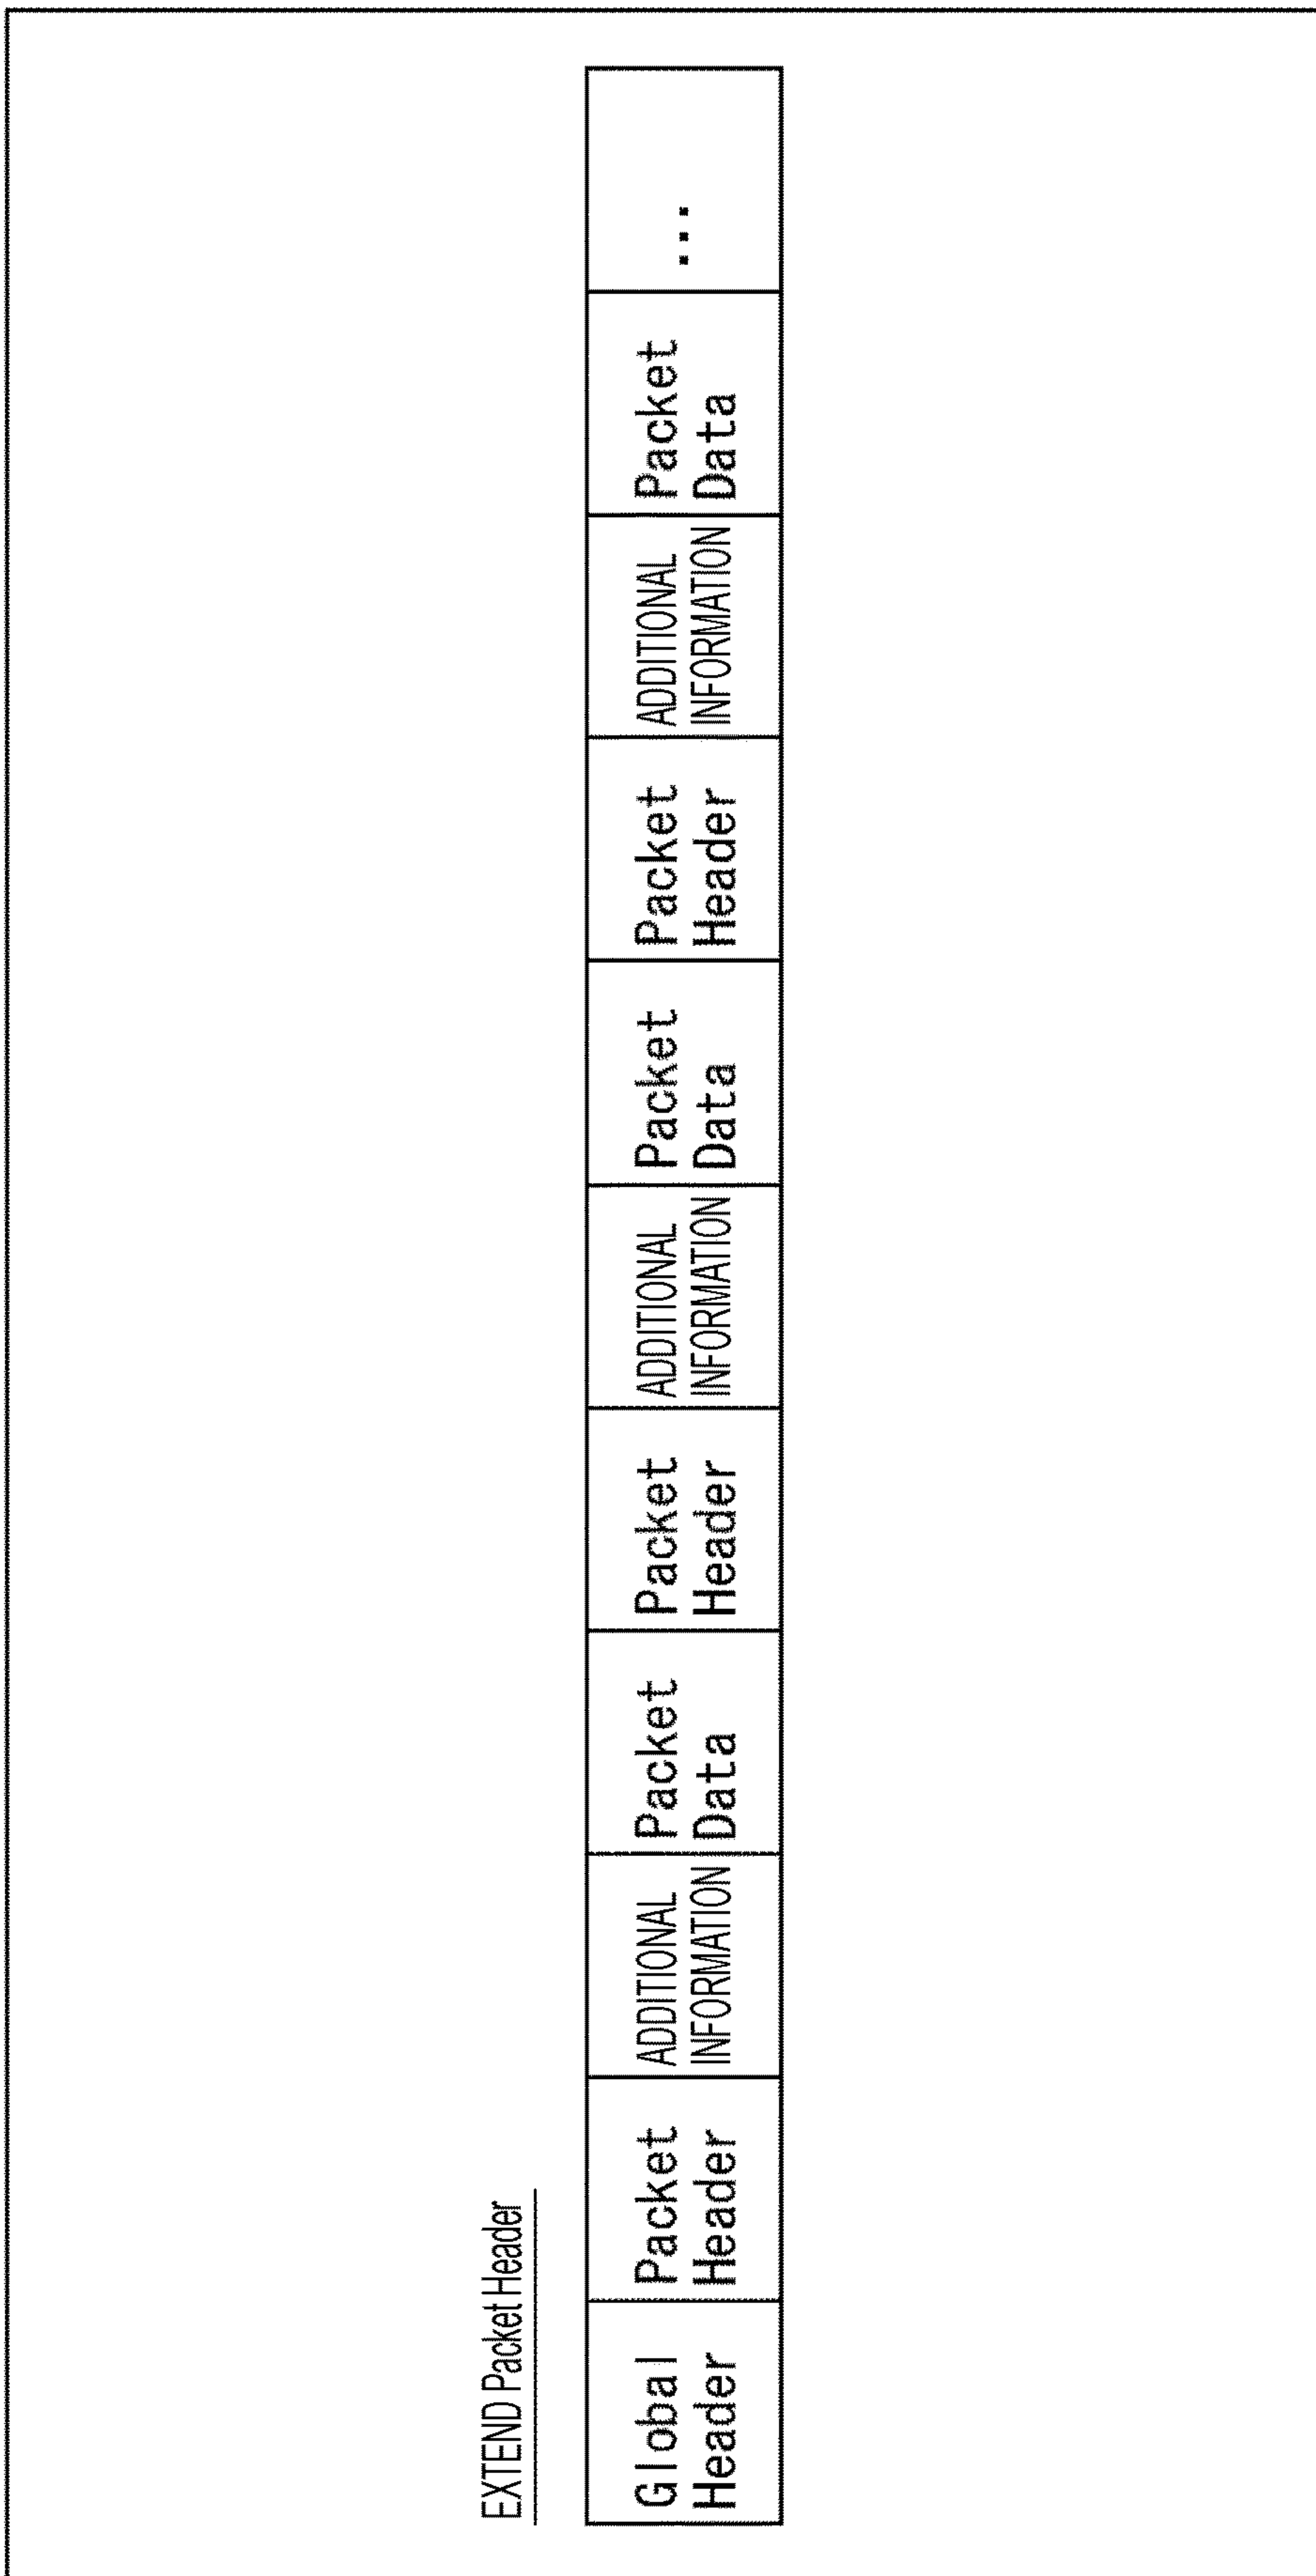 EXTEND Packet Header
Global
Header
Packet
Header
ADDITIONAL
INFORMATION
Packet
Data
Packet
Header
ADDITIONAL
INFORMATION
Packet
Data
Packet
Header
ADDITIONAL
INFORMATION
Packet
Data
...